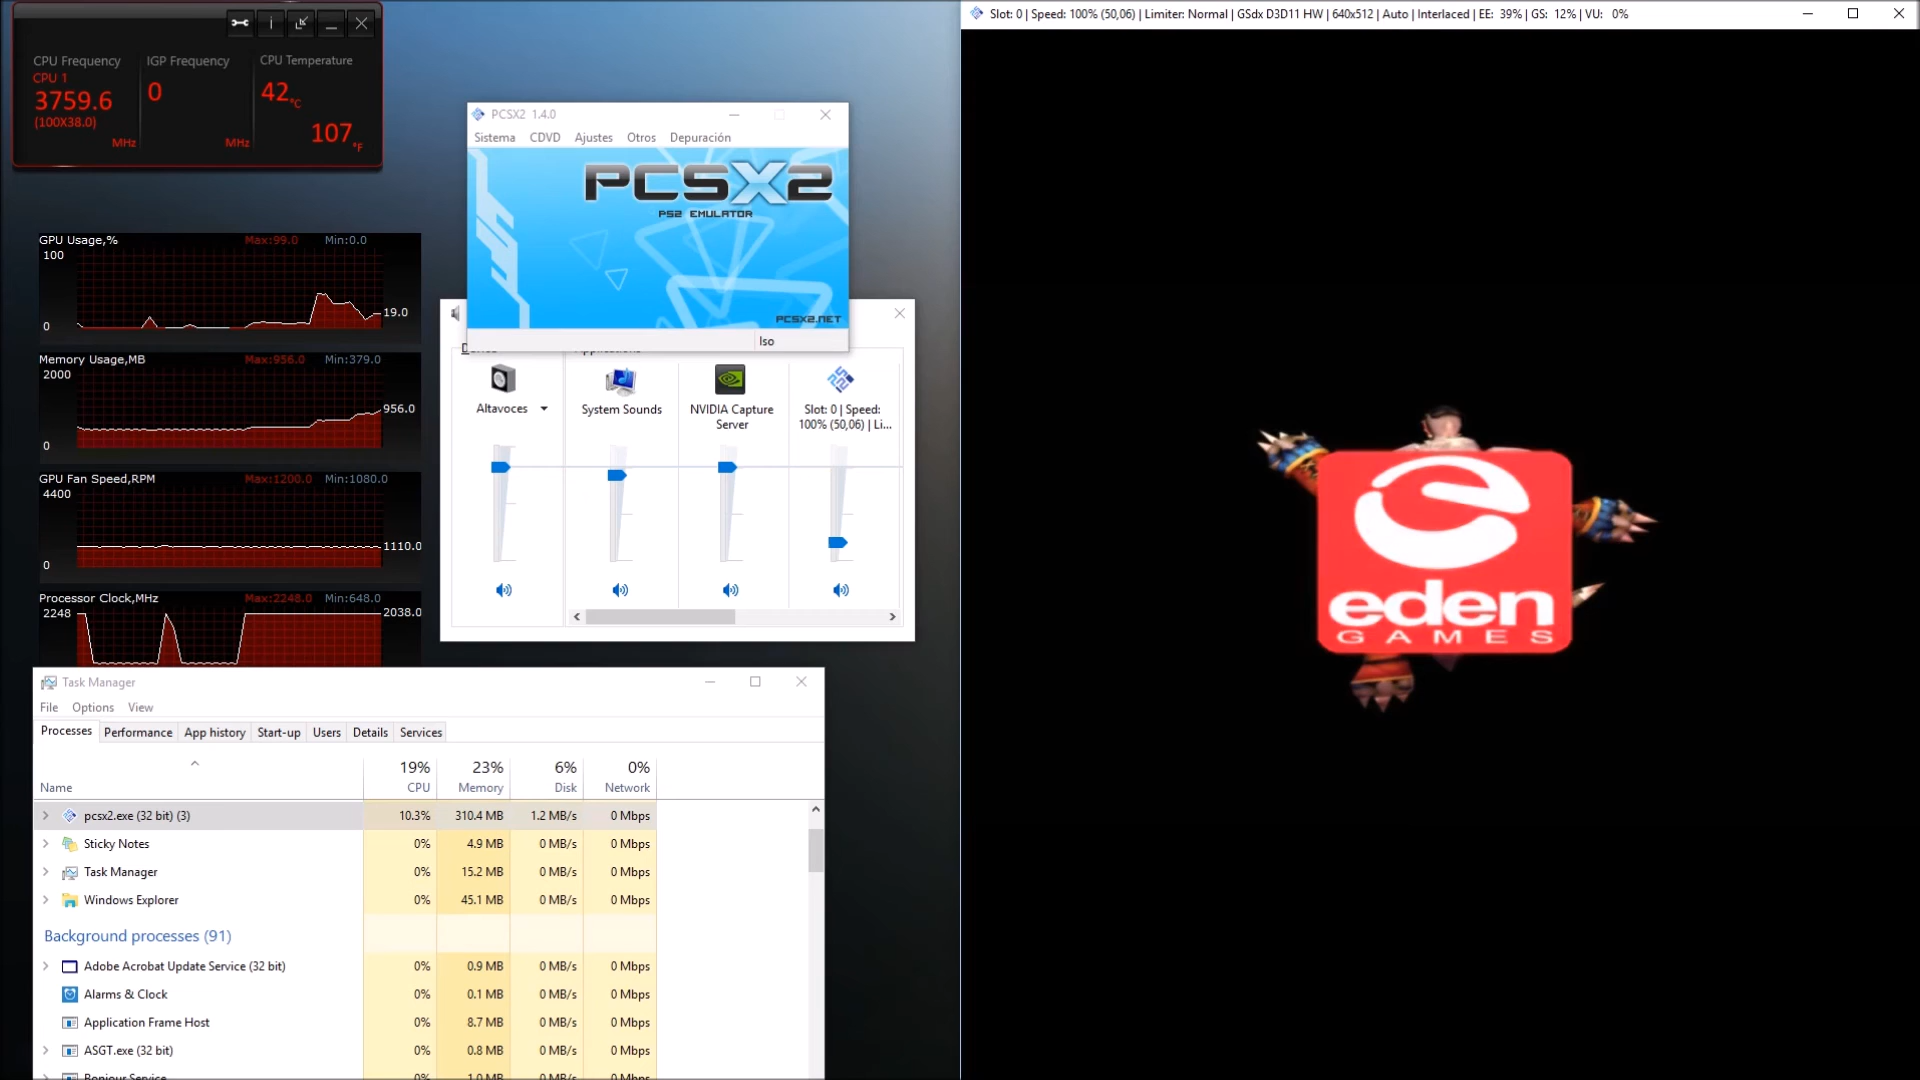 CPU Frequency
CPU 1
3759.6
(100X38.0)
MHz
IGP Frequency
0
MHz
CPU Temperature
42 °C
107 °F
GPU Usage,% Max:99.0 Min:0.0
100
0
19.0
Memory Usage,MB Max:956.0 Min:379.0
2000
0
956.0
GPU Fan Speed,RPM Max:1200.0 Min:1080.0
4400
0
1110.0
Processor Clock,MHz Max:2248.0 Min:648.0
2248
2038.0
PCSX2 1.4.0
Sistema CDVD Ajustes Otros Depuración
PCSX2
PS2 EMULATOR
PCSX2.NET
Iso
Altavoces
System Sounds
NVIDIA Capture
Server
Slot: 0 | Speed:
100% (50,06) | Li...
Task Manager
File Options View
Processes Performance App history Start-up Users Details Services
19% 23% 6% 0%
Name CPU Memory Disk Network
pcsx2.exe (32 bit) (3) 10.3% 310.4 MB 1.2 MB/s 0 Mbps
Sticky Notes 0% 4.9 MB 0 MB/s 0 Mbps
Task Manager 0% 15.2 MB 0 MB/s 0 Mbps
Windows Explorer 0% 45.1 MB 0 MB/s 0 Mbps
Background processes (91)
Adobe Acrobat Update Service (32 bit) 0% 0.9 MB 0 MB/s 0 Mbps
Alarms & Clock 0% 0.1 MB 0 MB/s 0 Mbps
Application Frame Host 0% 8.7 MB 0 MB/s 0 Mbps
ASGT.exe (32 bit) 0% 0.8 MB 0 MB/s 0 Mbps
Bonjour Service 0% 1.0 MB 0 MB/s 0 Mbps
Slot: 0 | Speed: 100% (50,06) | Limiter: Normal | GSdx D3D11 HW | 640x512 | Auto | Interlaced | EE: 39% | GS: 12% | VU: 0%
e
eden
GAMES